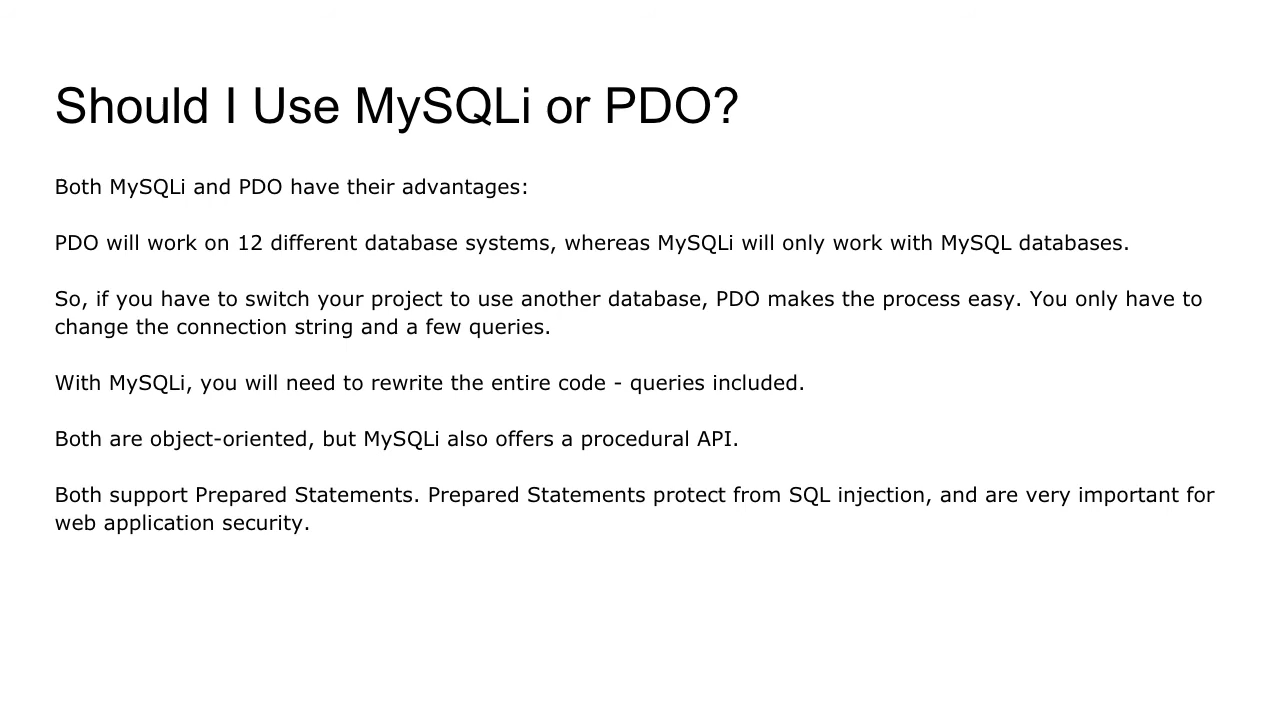 Should I Use MySQLi or PDO?
Both MySQLi and PDO have their advantages:
PDO will work on 12 different database systems, whereas MySQLi will only work with MySQL databases.
So, if you have to switch your project to use another database, PDO makes the process easy. You only have to
change the connection string and a few queries.
With MySQLi, you will need to rewrite the entire code - queries included.
Both are object-oriented, but MySQLi also offers a procedural API.
Both support Prepared Statements. Prepared Statements protect from SQL injection, and are very important for
web application security.